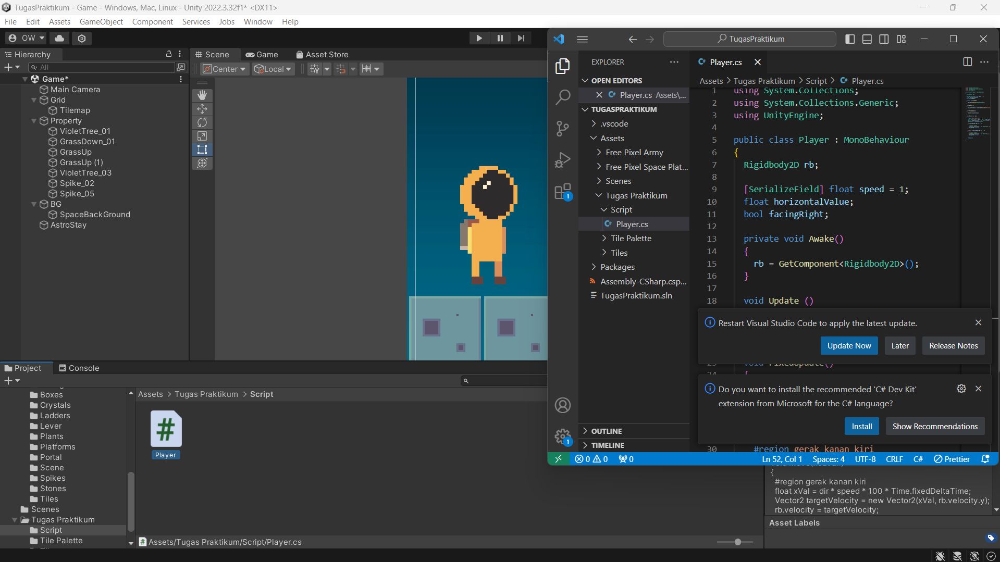 TugasPraktikum - Game - Windows, Mac, Linux - Unity 2022.3.32f1* <DX11>
File Edit Assets GameObject Component Services Jobs Window Help
OW
Hierarchy
All
Game*
Main Camera
Grid
Tilemap
Property
VioletTree_01
GrassDown_01
GrassUp
GrassUp (1)
VioletTree_03
Spike_02
Spike_05
BG
SpaceBackGround
AstroStay
Scene Game Asset Store
Center Local
Project Console
Boxes
Crystals
Ladders
Lever
Plants
Platforms
Portal
Scene
Spikes
Stones
Tiles
Scenes
Tugas Praktikum
Script
Tile Palette
Assets > Tugas Praktikum > Script
Player
Assets/Tugas Praktikum/Script/Player.cs
TugasPraktikum
EXPLORER
OPEN EDITORS
Player.cs Assets\...
TUGASPRAKTIKUM
.vscode
Assets
Free Pixel Army
Free Pixel Space Plat...
Scenes
Tugas Praktikum
Script
Player.cs
Tile Palette
Tiles
Packages
Assembly-CSharp.csp...
TugasPraktikum.sln
OUTLINE
TIMELINE
1
1
Player.cs
Assets > Tugas Praktikum > Script > Player.cs
1 using System.Collections;
2 using System.Collections.Generic;
3 using UnityEngine;
4
5 public class Player : MonoBehaviour
6 {
7 Rigidbody2D rb;
8
9 [SerializeField] float speed = 1;
10 float horizontalValue;
11 bool facingRight;
12
13 private void Awake()
14 {
15 rb = GetComponent<Rigidbody2D>();
16 }
17
18 void Update ()
Restart Visual Studio Code to apply the latest update.
Update Now Later Release Notes
Do you want to install the recommended 'C# Dev Kit'
extension from Microsoft for the C# language?
Install Show Recommendations
30 #region gerak kanan kiri
0 0 0 Ln 52, Col 1 Spaces: 4 UTF-8 CRLF C# Prettier
{
#region gerak kanan kiri
float xVal = dir * speed * 100 * Time.fixedDeltaTime;
Vector2 targetVelocity = new Vector2(xVal, rb.velocity.y);
rb.velocity = targetVelocity;
Asset Labels